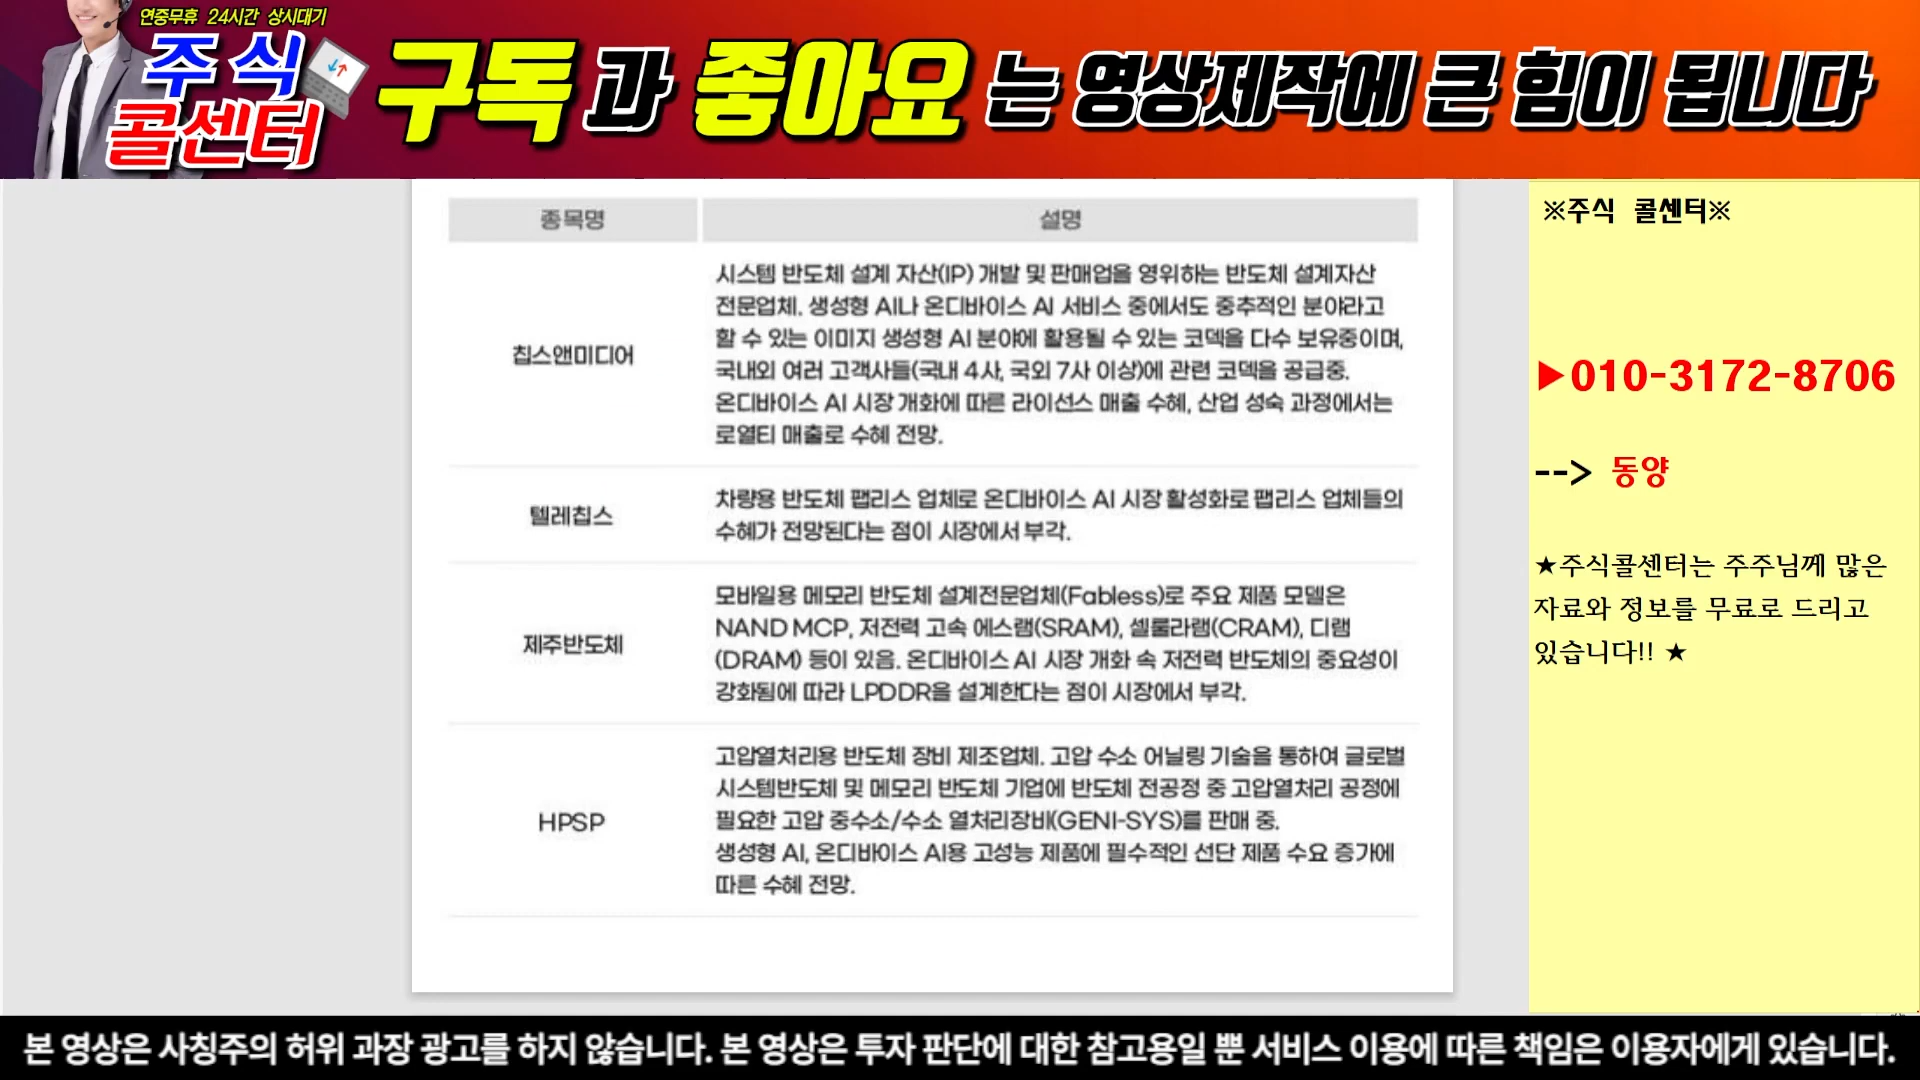 연중무휴 24시간 상시대기
주식
콜센터
구독과 좋아요는 영상제작에 큰 힘이 됩니다
종목명 설명
칩스앤미디어
시스템 반도체 설계 자산(IP) 개발 및 판매업을 영위하는 반도체 설계자산
전문업체. 생성형 AI나 온디바이스 AI 서비스 중에서도 중추적인 분야라고
할 수 있는 이미지 생성형 AI 분야에 활용될 수 있는 코덱을 다수 보유중이며,
국내외 여러 고객사들(국내 4사, 국외 7사 이상)에 관련 코덱을 공급중.
온디바이스 AI 시장 개화에 따른 라이선스 매출 수혜, 산업 성숙 과정에서는
로열티 매출로 수혜 전망.
텔레칩스
차량용 반도체 팹리스 업체로 온디바이스 AI 시장 활성화로 팹리스 업체들의
수혜가 전망된다는 점이 시장에서 부각.
제주반도체
모바일용 메모리 반도체 설계전문업체(Fabless)로 주요 제품 모델은
NAND MCP, 저전력 고속 에스램(SRAM), 셀룰라램(CRAM), 디램
(DRAM) 등이 있음. 온디바이스 AI 시장 개화 속 저전력 반도체의 중요성이
강화됨에 따라 LPDDR을 설계한다는 점이 시장에서 부각.
HPSP
고압열처리용 반도체 장비 제조업체. 고압 수소 어닐링 기술을 통하여 글로벌
시스템반도체 및 메모리 반도체 기업에 반도체 전공정 중 고압열처리 공정에
필요한 고압 중수소/수소 열처리장비(GENI-SYS)를 판매 중.
생성형 AI, 온디바이스 AI용 고성능 제품에 필수적인 선단 제품 수요 증가에
따른 수혜 전망.
※주식 콜센터※
▶010-3172-8706
--> 동양
★주식콜센터는 주주님께 많은
자료와 정보를 무료로 드리고
있습니다!! ★
본 영상은 사칭주의 허위 과장 광고를 하지 않습니다. 본 영상은 투자 판단에 대한 참고용일 뿐 서비스 이용에 따른 책임은 이용자에게 있습니다.